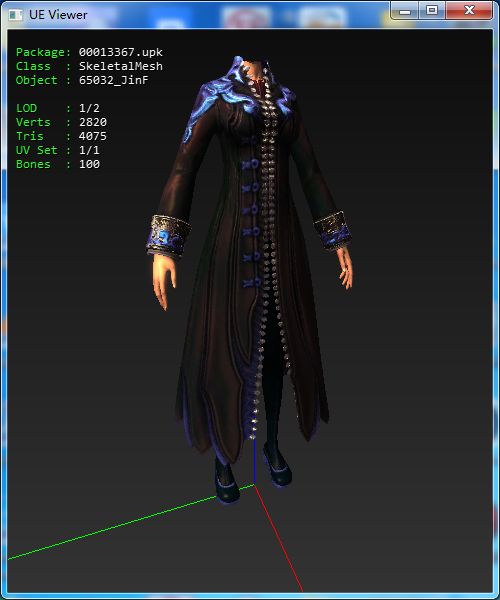 UE Viewer
Package: 00013367.upk
Class : SkeletalMesh
Object : 65032_JinF
LOD : 1/2
Verts : 2820
Tris : 4075
UV Set : 1/1
Bones : 100